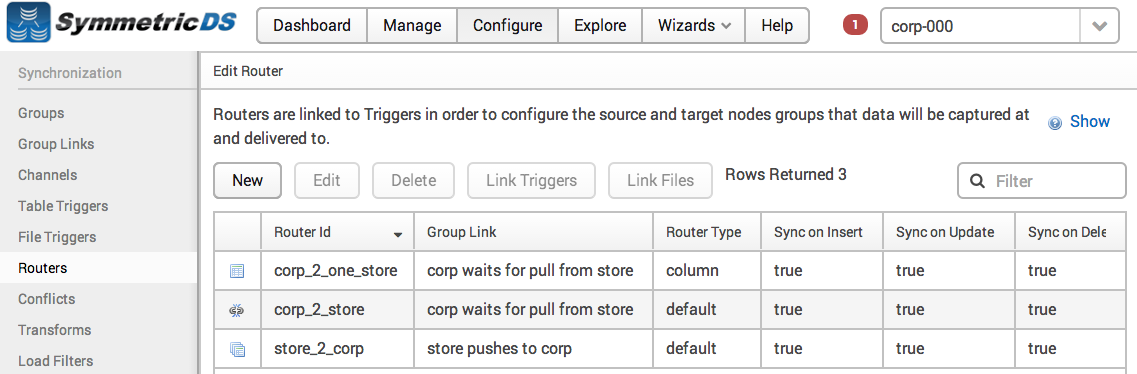 SymmetricDS
Dashboard Manage Configure Explore Wizards Help 1 corp-000
Synchronization
Groups
Group Links
Channels
Table Triggers
File Triggers
Routers
Conflicts
Transforms
Load Filters
Edit Router
Routers are linked to Triggers in order to configure the source and target nodes groups that data will be captured at
and delivered to.
Show
New Edit Delete Link Triggers Link Files Rows Returned 3 Filter
Router Id Group Link Router Type Sync on Insert Sync on Update Sync on Dele
corp_2_one_store corp waits for pull from store column true true true
corp_2_store corp waits for pull from store default true true true
store_2_corp store pushes to corp default true true true